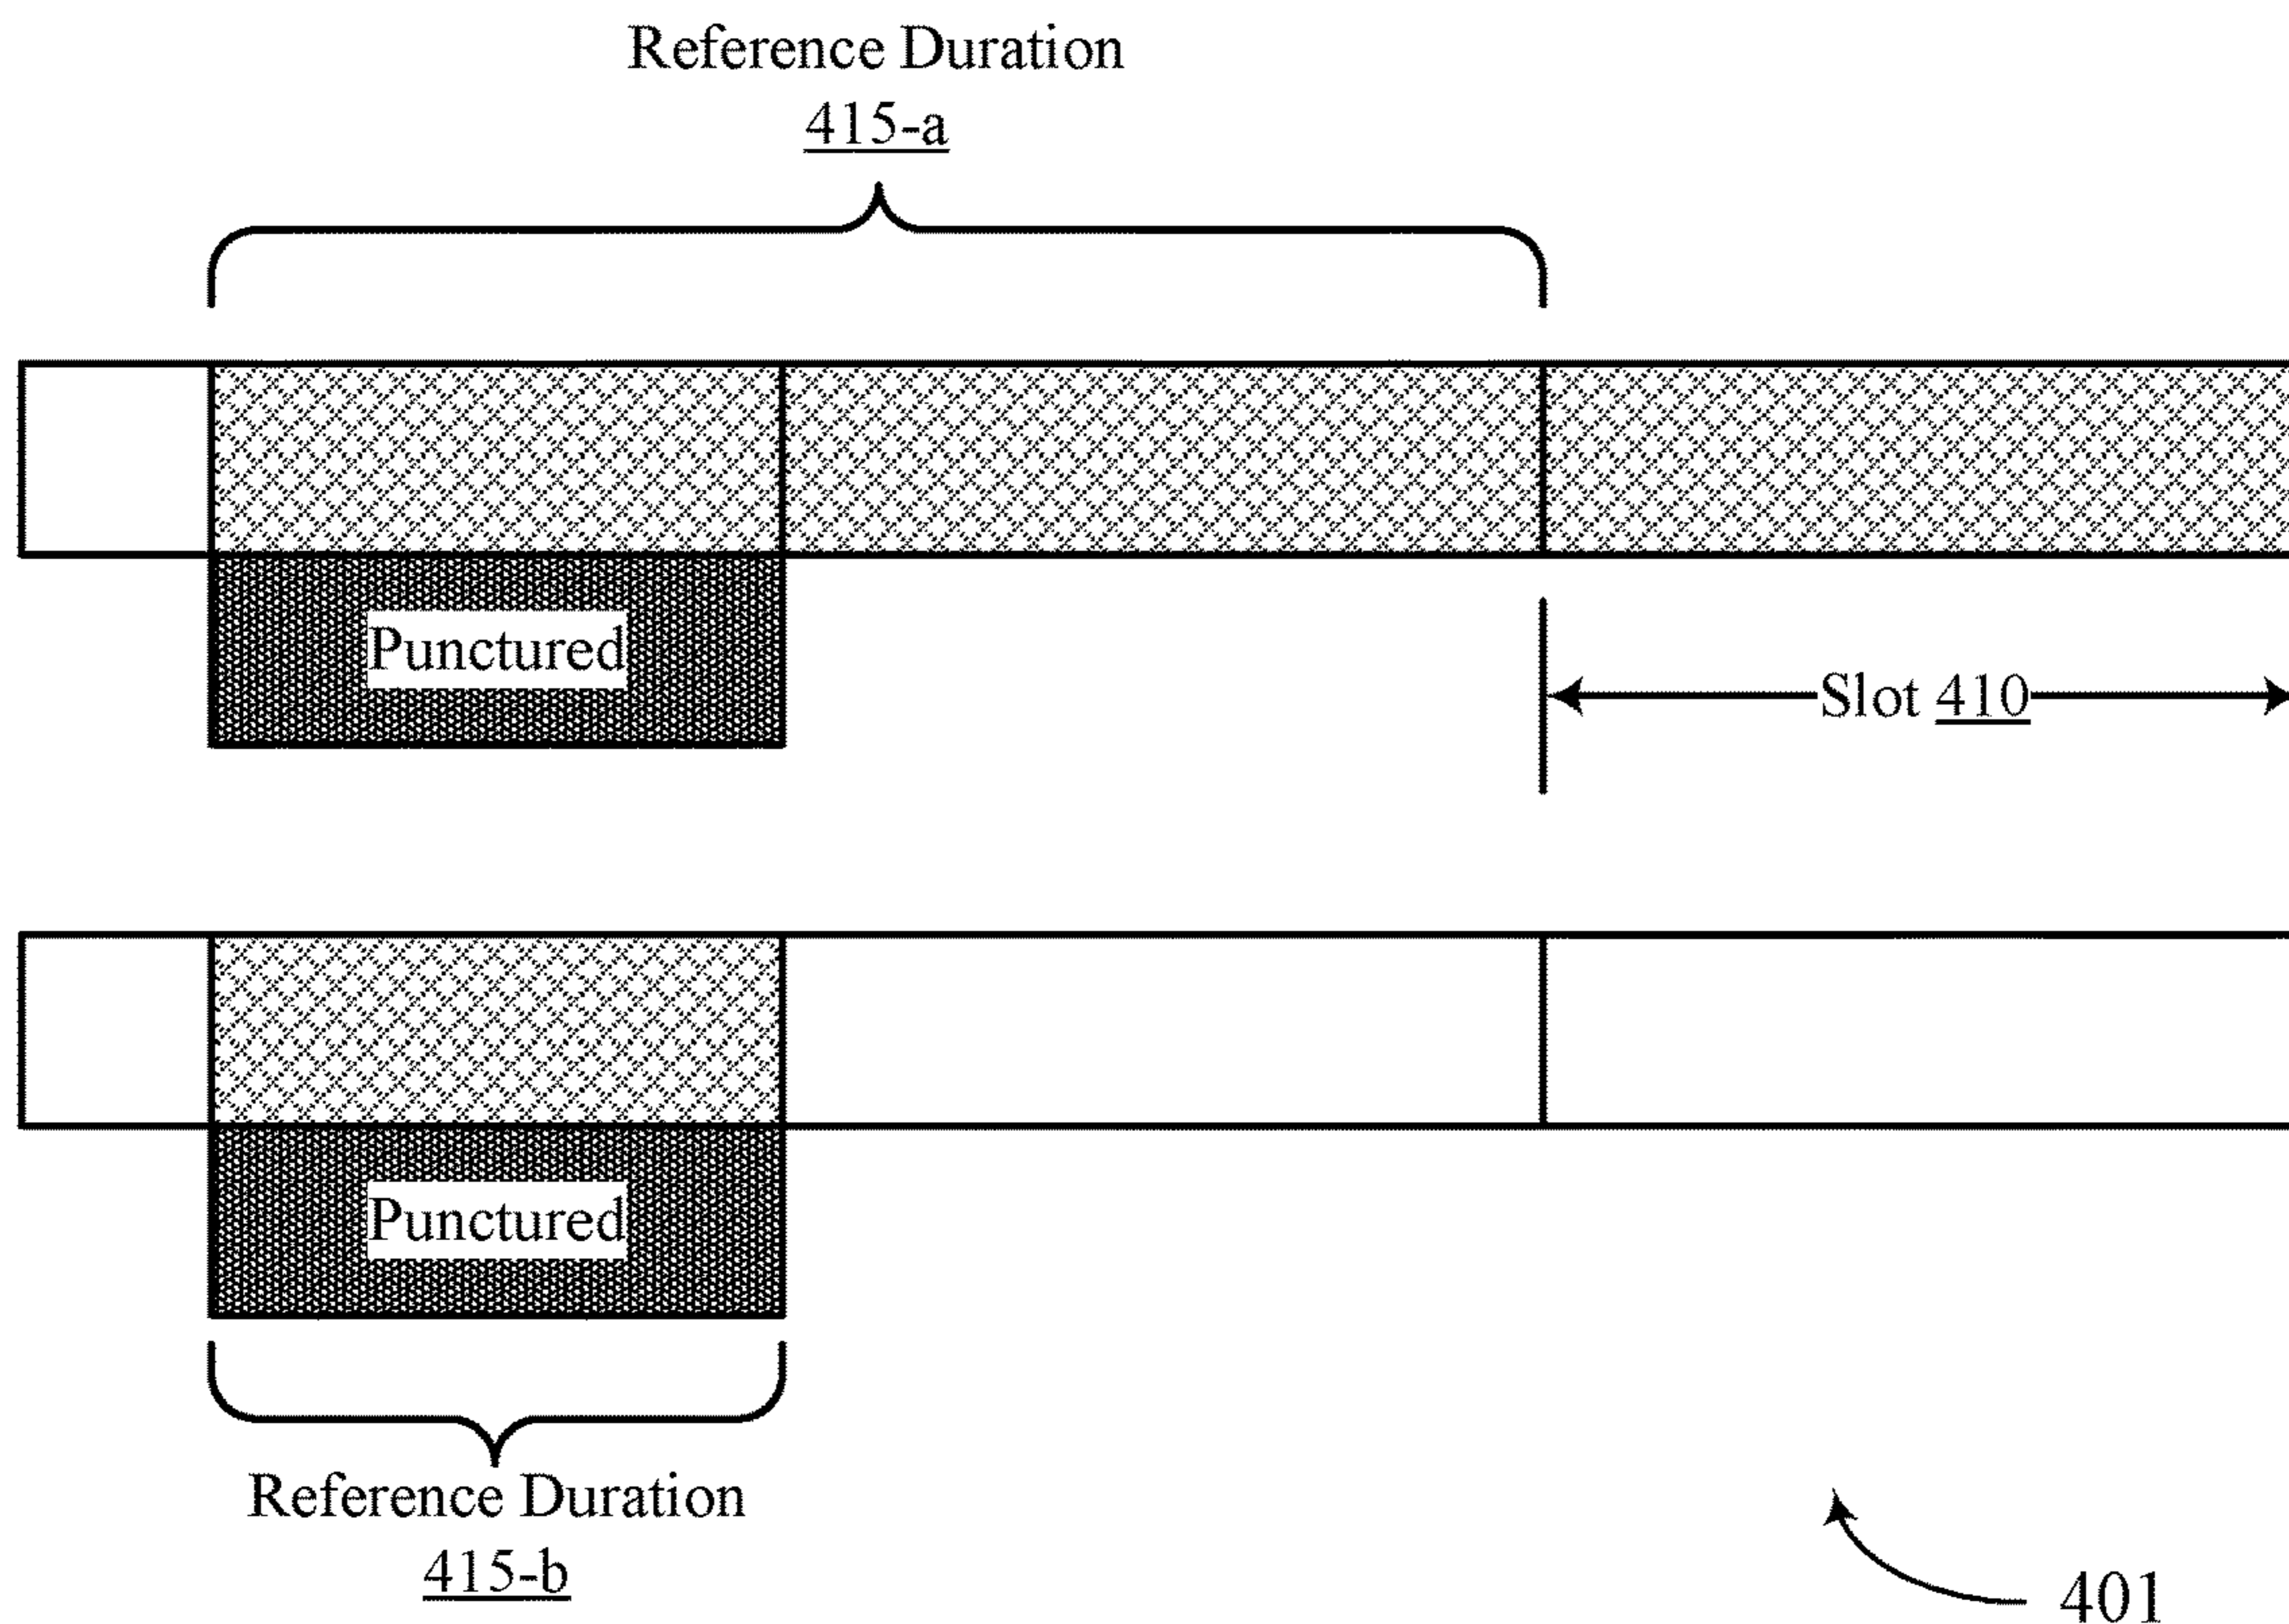 Reference Duration
415-a
Punctured
Slot 410
Punctured
Reference Duration
415-b
401